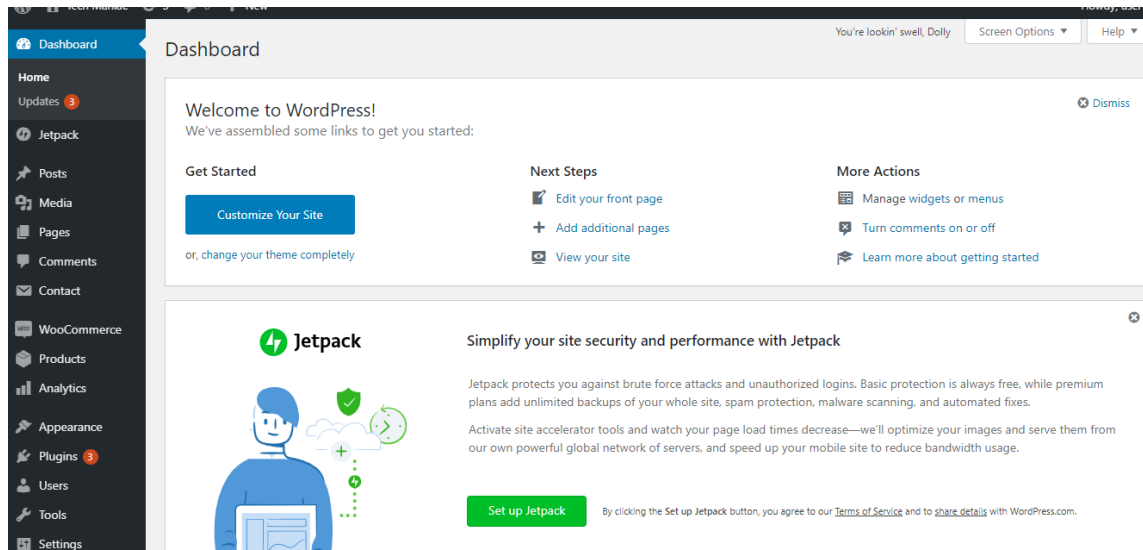 Tech Maniac 3 0 New Howdy, user
Dashboard
Home
Updates 3
Jetpack
Posts
Media
Pages
Comments
Contact
WooCommerce
Products
Analytics
Appearance
Plugins 3
Users
Tools
Settings
You're lookin' swell, Dolly Screen Options Help
Dashboard
Welcome to WordPress!
Dismiss
We've assembled some links to get you started:
Get Started
Customize Your Site
or, change your theme completely
Next Steps
Edit your front page
Add additional pages
View your site
More Actions
Manage widgets or menus
Turn comments on or off
Learn more about getting started
Jetpack
Simplify your site security and performance with Jetpack
Jetpack protects you against brute force attacks and unauthorized logins. Basic protection is always free, while premium
plans add unlimited backups of your whole site, spam protection, malware scanning, and automated fixes.
Activate site accelerator tools and watch your page load times decrease—we'll optimize your images and serve them from
our own powerful global network of servers, and speed up your mobile site to reduce bandwidth usage.
Set up Jetpack By clicking the Set up Jetpack button, you agree to our Terms of Service and to share details with WordPress.com.